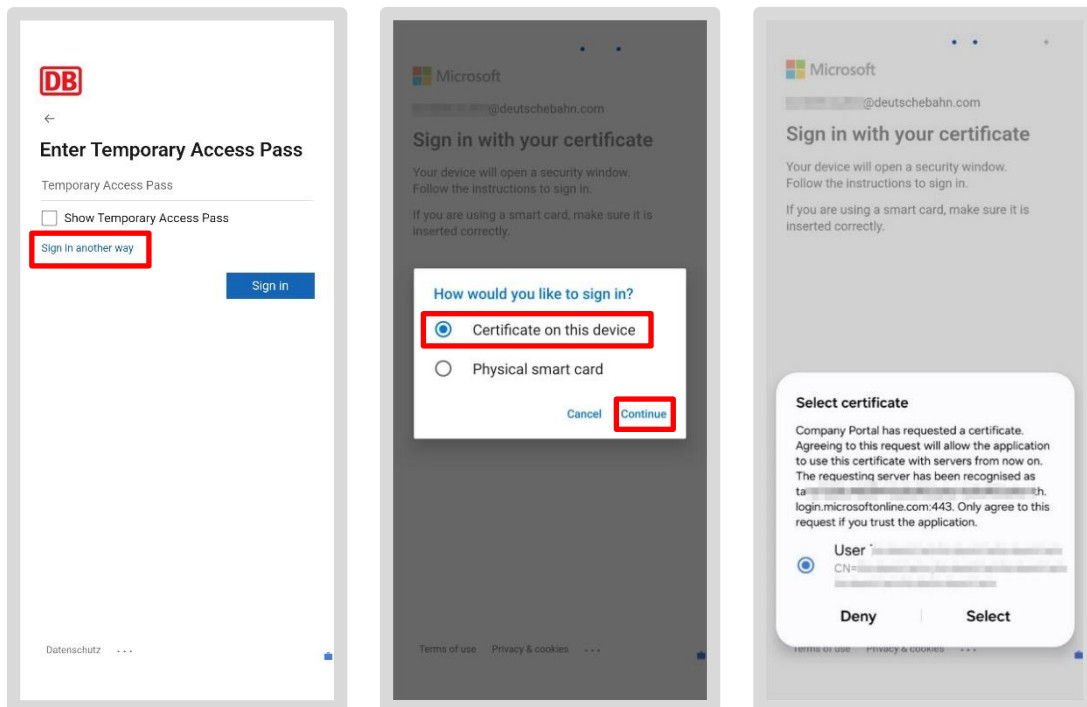 DB
←
Enter Temporary Access Pass
Temporary Access Pass
Show Temporary Access Pass
Sign in another way
Sign in
Datenschutz ...
Microsoft
@deutschebahn.com
Sign in with your certificate
Your device will open a security window.
Follow the instructions to sign in.
If you are using a smart card, make sure it is
inserted correctly.
How would you like to sign in?
Certificate on this device
Physical smart card
Cancel Continue
Terms of use Privacy & cookies ...
Microsoft
@deutschebahn.com
Sign in with your certificate
Your device will open a security window.
Follow the instructions to sign in.
If you are using a smart card, make sure it is
inserted correctly.
Select certificate
Company Portal has requested a certificate.
Agreeing to this request will allow the application
to use this certificate with servers from now on.
The requesting server has been recognised as
ta th.
login.microsoftonline.com:443. Only agree to this
request if you trust the application.
User
CN=
Deny Select
Terms of use Privacy & cookies ...